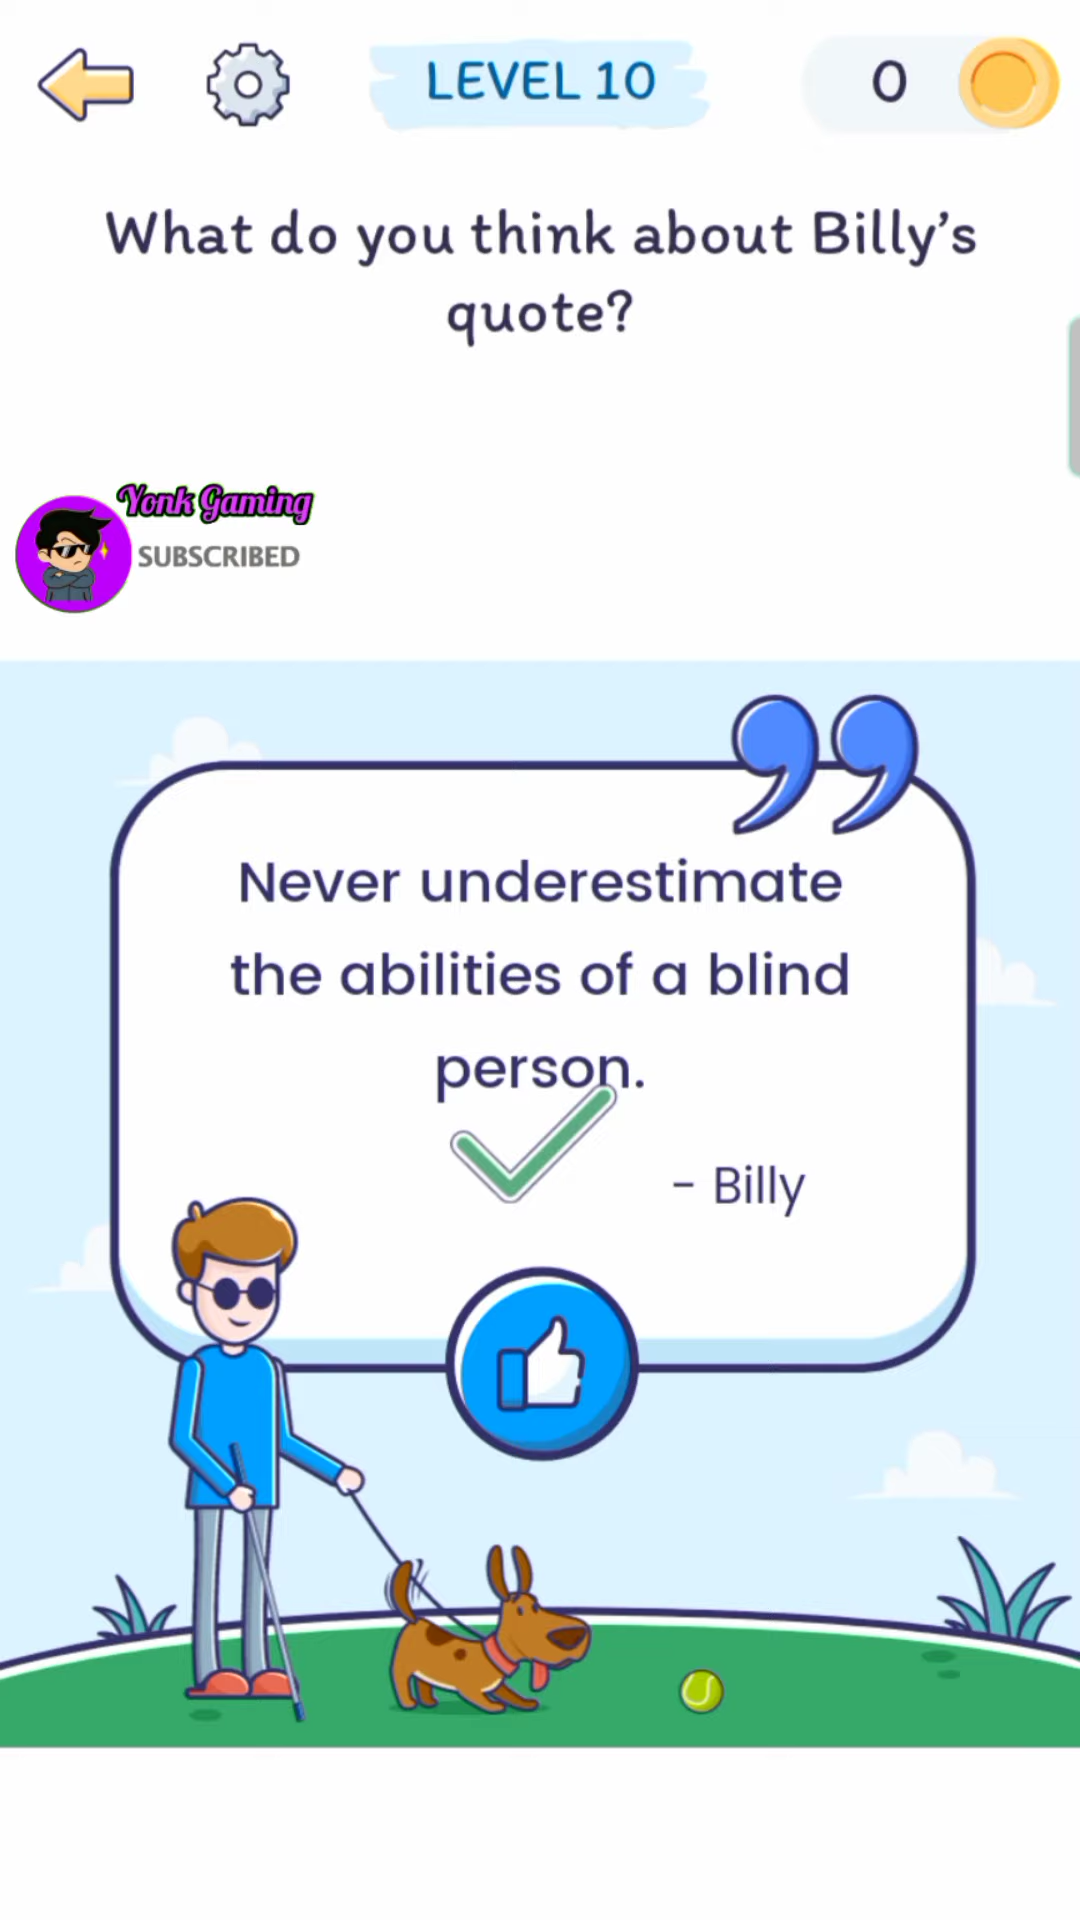 LEVEL 10
0
What do you think about Billy's
quote?
Yonk Gaming
SUBSCRIBED
Never underestimate
the abilities of a blind
person.
- Billy